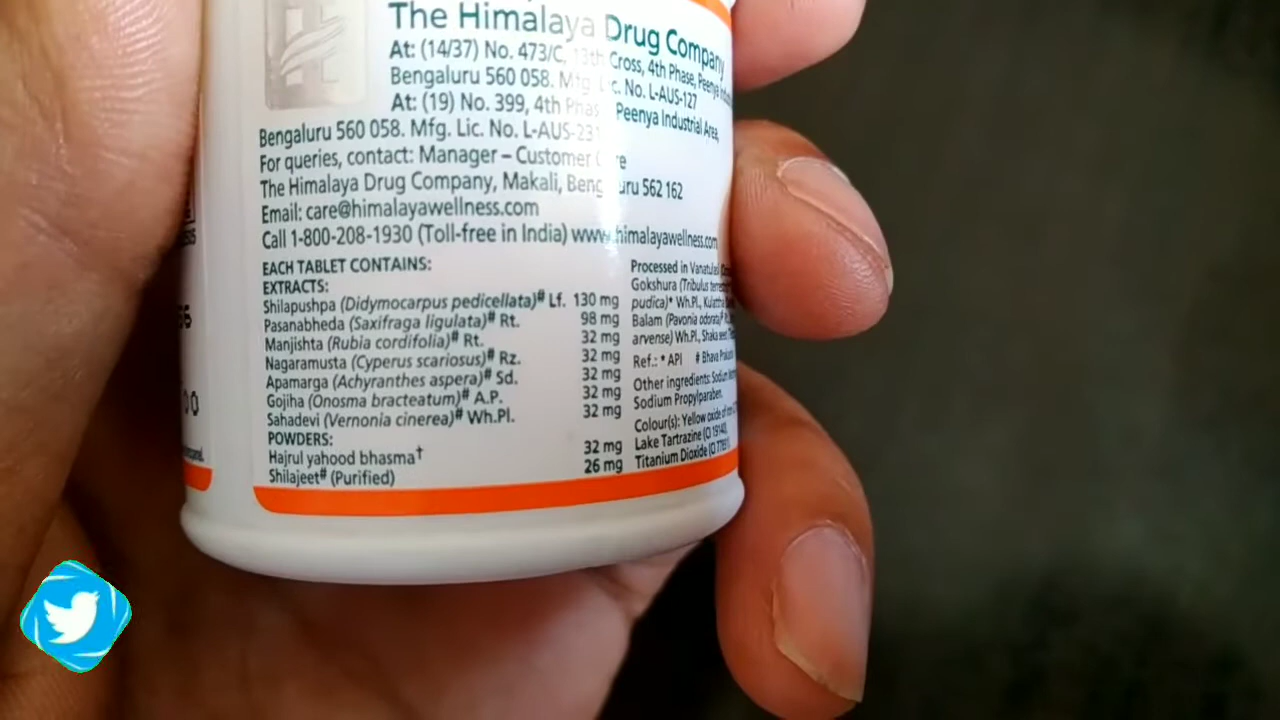 The Himalaya Drug Company
At: (14/37) No. 473/C, 13th Cross, 4th Phase, Peenya
Bengaluru 560 058. Mfg. Lic. No. L-AUS-127
At: (19) No. 399, 4th Phas Peenya Industrial Area,
Bengaluru 560 058. Mfg. Lic. No. L-AUS-231
For queries, contact: Manager – Customer C re
The Himalaya Drug Company, Makali, Beng uru 562 162
Email: care@himalayawellness.com
Call 1-800-208-1930 (Toll-free in India) www.himalayawellness.com
EACH TABLET CONTAINS:
EXTRACTS:
Shilapushpa (Didymocarpus pedicellata)# Lf. 130 mg
Pasanabheda (Saxifraga ligulata)# Rt. 98 mg
Manjishta (Rubia cordifolia)# Rt. 32 mg
Nagaramusta (Cyperus scariosus)# Rz. 32 mg
Apamarga (Achyranthes aspera)# Sd. 32 mg
Gojiha (Onosma bracteatum)# A.P. 32 mg
Sahadevi (Vernonia cinerea)# Wh.Pl. 32 mg
POWDERS:
Hajrul yahood bhasma† 32 mg
Shilajeet# (Purified) 26 mg
Processed in
Gokshura (Tribulus
pudica)* Wh.Pl.,
Balam (Pavonia odorata)*
arvense) Wh.Pl., Shaka seed
Ref.: * API # Bhava
Other ingredients: Sodium
Sodium Propylparaben.
Colour(s): Yellow oxide of
Lake Tartrazine (CI 19140),
Titanium Dioxide (CI 77891)